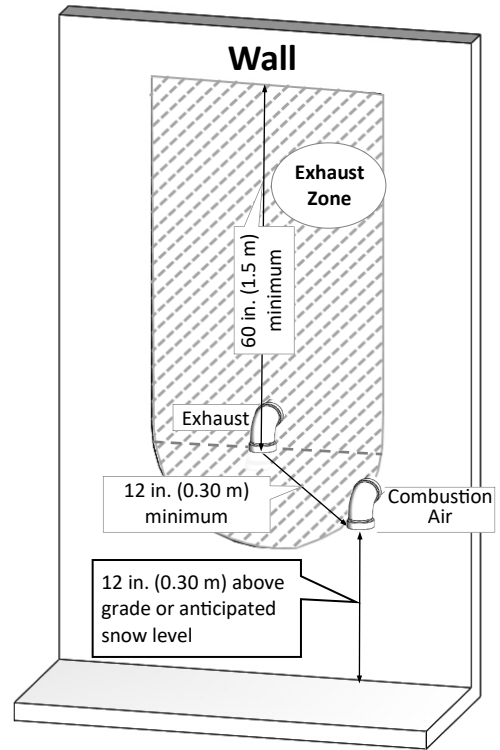 Wall
Exhaust
Zone
60 in. (1.5 m)
minimum
Exhaust
12 in. (0.30 m)
minimum
Combustion
Air
12 in. (0.30 m) above
grade or anticipated
snow level